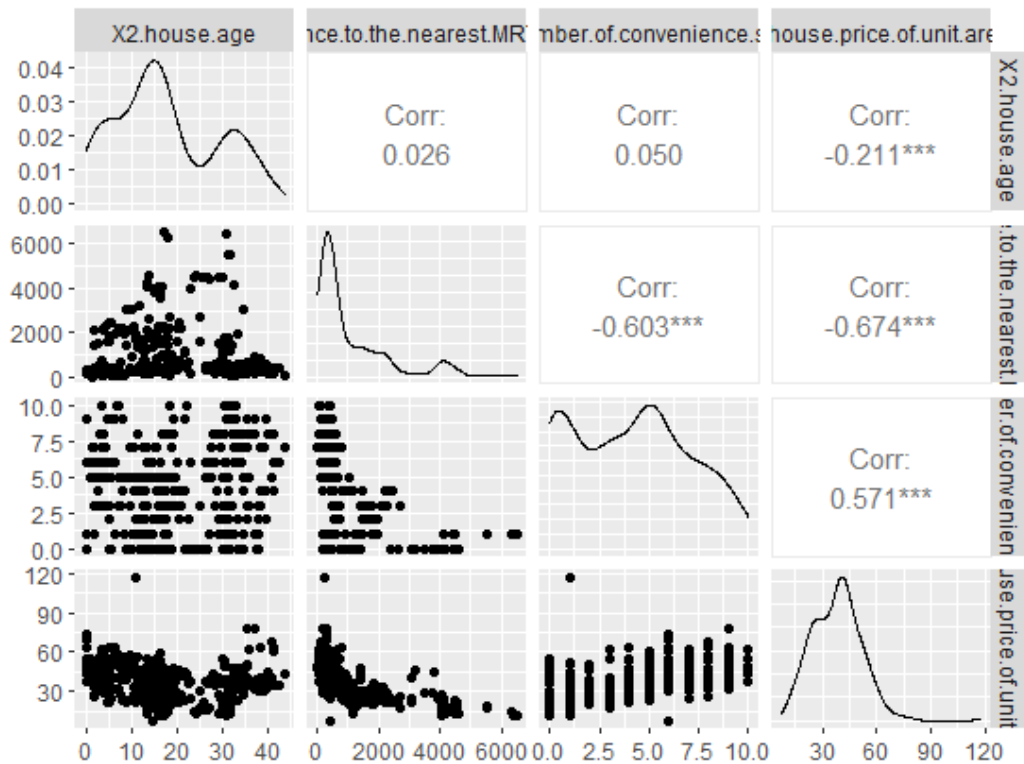 X2.house.age nce.to.the.nearest.MRT mber.of.convenience.s house.price.of.unit.are
0.04
0.03
0.02
0.01
0.00
Corr:
0.026
Corr:
0.050
Corr:
-0.211***
X2.house.age
6000
4000
2000
0
Corr:
-0.603***
Corr:
-0.674***
.to.the.nearest.
10.0
7.5
5.0
2.5
0.0
Corr:
0.571***
er.of.convenien
120
90
60
30
use.price.of.unit
0 10 20 30 40 0 2000 4000 6000 0.0 2.5 5.0 7.5 10.0 30 60 90 120